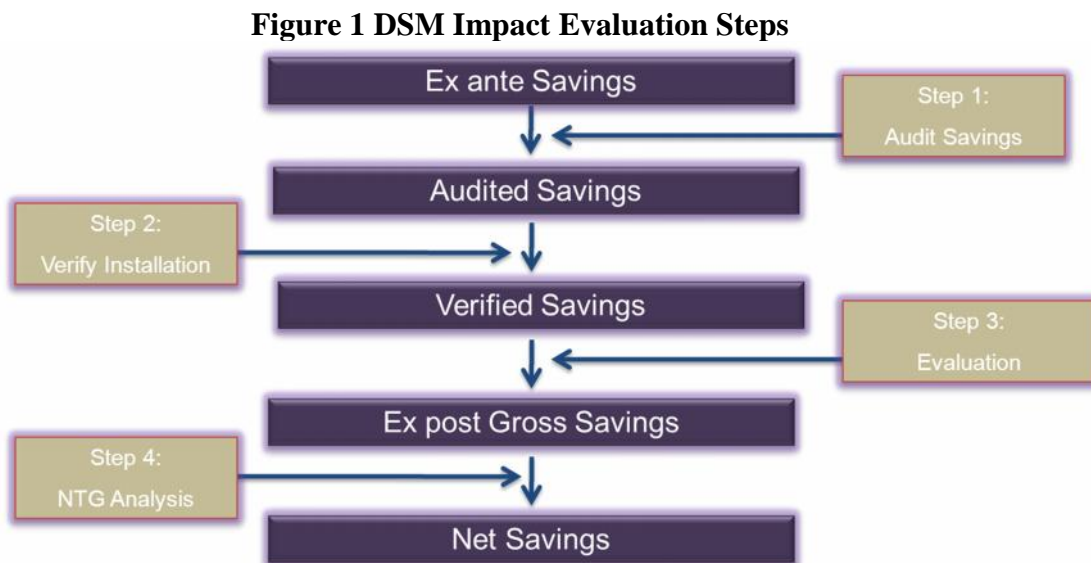 Figure 1 DSM Impact Evaluation Steps
Ex ante Savings
Step 1:
Audit Savings
Audited Savings
Step 2:
Verify Installation
Verified Savings
Step 3:
Evaluation
Ex post Gross Savings
Step 4:
NTG Analysis
Net Savings